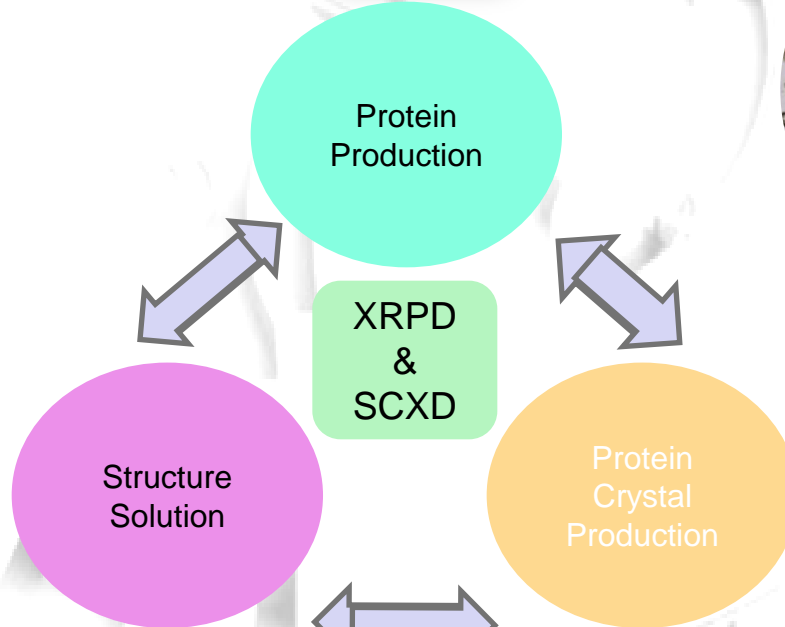 Protein
Production
XRPD
&
SCXD
Structure
Solution
Protein
Crystal
Production